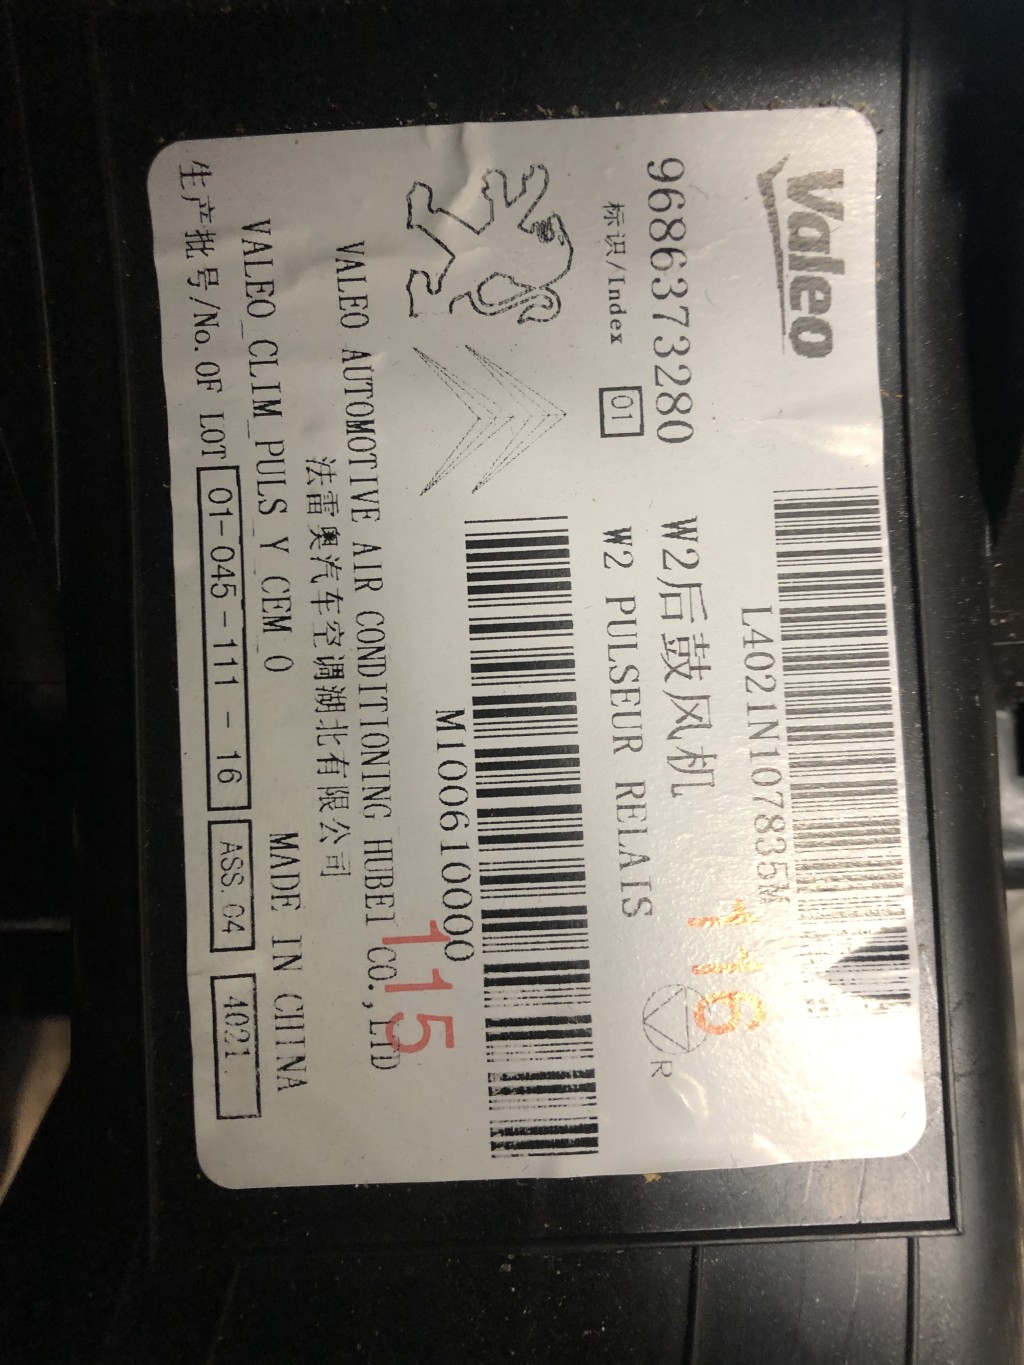 Valeo
L4021N107835M
9686373280
W2后鼓风机
116
标识/Index
01
W2 PULSEUR RELAIS
R
M100610000
115
VALEO AUTOMOTIVE AIR CONDITIONING HUBEI CO.,LTD
法雷奥汽车空调湖北有限公司
VALEO_CLIM_PULS_Y_CEM_0
MADE IN CHINA
生产批号/No.OF LOT 01-045-111 - 16 ASS.04 4021.